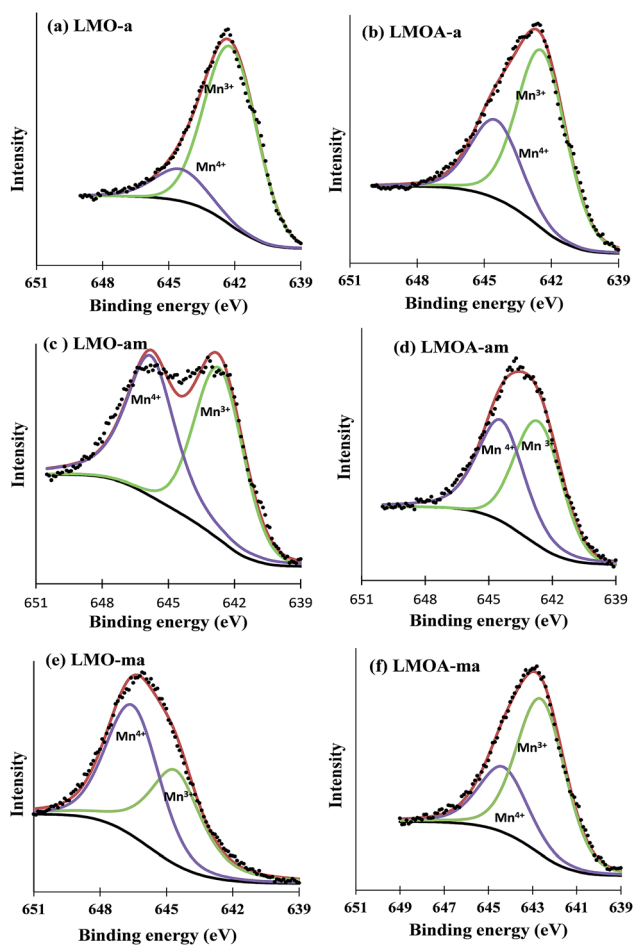 (a) LMO-a
Intensity
Mn3+
Mn4+
651 648 645 642 639
Binding energy (eV)
(b) LMOA-a
Intensity
Mn3+
Mn4+
651 648 645 642 639
Binding energy (eV)
(c ) LMO-am
Intensity
Mn4+
Mn3+
651 648 645 642 639
Binding energy (eV)
(d) LMOA-am
Intensity
Mn 4+ Mn 3+
651 648 645 642 639
Binding energy (eV)
(e) LMO-ma
Intensity
Mn4+
Mn3+
651 648 645 642 639
Binding energy (eV)
(f) LMOA-ma
Intensity
Mn3+
Mn4+
651 649 647 645 643 641 639
Binding energy (eV)